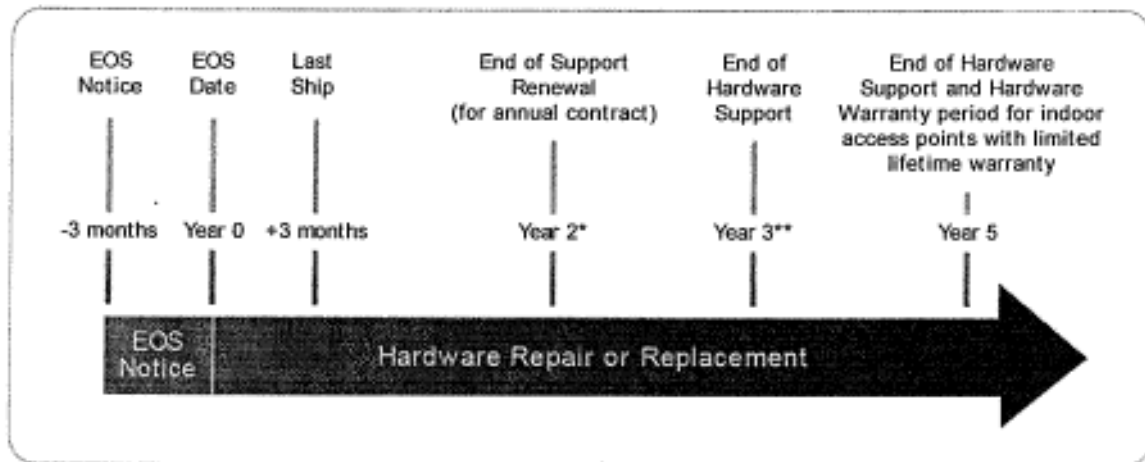 EOS
Notice
EOS
Date
Last
Ship
End of Support
Renewal
(for annual contract)
End of
Hardware
Support
End of Hardware
Support and Hardware
Warranty period for indoor
access points with limited
lifetime warranty
-3 months
Year 0
+3 months
Year 2*
Year 3**
Year 5
EOS
Notice
Hardware Repair or Replacement